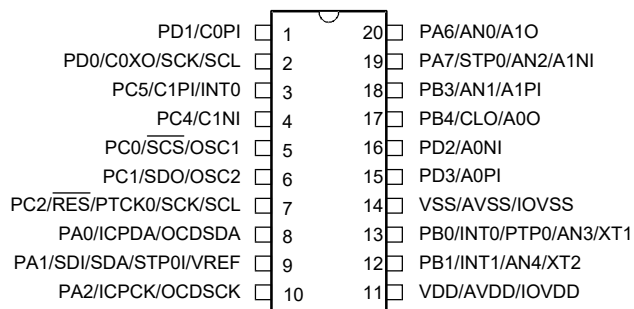 PD1/C0PI 1 20 PA6/AN0/A1O
PD0/C0XO/SCK/SCL 2 19 PA7/STP0/AN2/A1NI
PC5/C1PI/INT0 3 18 PB3/AN1/A1PI
PC4/C1NI 4 17 PB4/CLO/A0O
PC0/SCS/OSC1 5 16 PD2/A0NI
PC1/SDO/OSC2 6 15 PD3/A0PI
PC2/RES/PTCK0/SCK/SCL 7 14 VSS/AVSS/IOVSS
PA0/ICPDA/OCDSDA 8 13 PB0/INT0/PTP0/AN3/XT1
PA1/SDI/SDA/STP0I/VREF 9 12 PB1/INT1/AN4/XT2
PA2/ICPCK/OCDSCK 10 11 VDD/AVDD/IOVDD